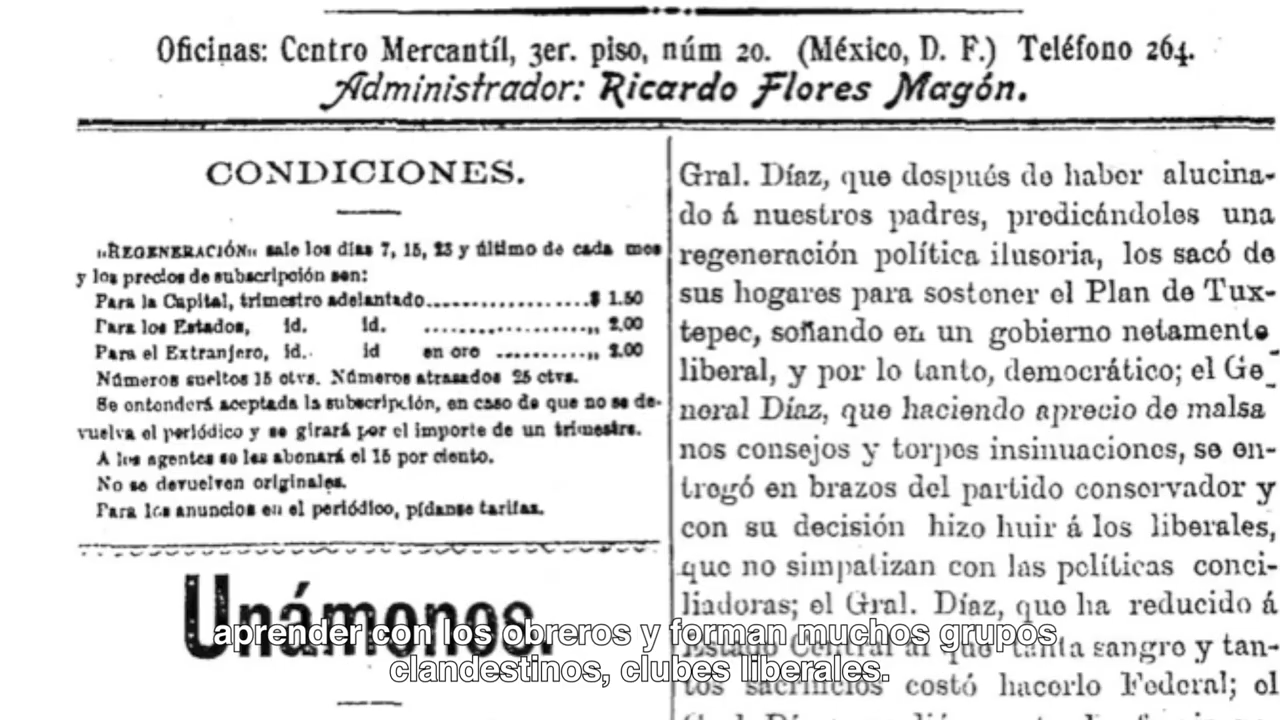 Oficinas: Centro Mercantíl, 3er. piso, núm 20. (México, D. F.) Teléfono 264.
Administrador: Ricardo Flores Magón.
CONDICIONES.
„REGENERACIÓN„ sale los días 7, 15, 23 y último de cada mes
y los precios de subscripción son:
Para la Capital, trimestre adelantado..................$ 1.50
Para los Estados, id. id. ..................„ 2.00
Para el Extranjero, id. id en oro ............„
Números sueltos 15 ctvs. Números atrasados 25 ctvs.
Se entenderá aceptada la subscripción, en caso de que no se de-
vuelva el periódico y se girará por el importe de un trimestre.
A los agentes se les abonará el 15 por ciento.
No se devuelven originales.
Para los anuncios en el periódico, pídanse tarifas.
Unámonos.
Gral. Díaz, que después de haber alucina-
do á nuestros padres, predicándoles una
regeneración política ilusoria, los sacó de
sus hogares para sostener el Plan de Tux-
tepec, soñando en un gobierno netamente
liberal, y por lo tanto, democrático; el Ge-
neral Díaz, que haciendo aprecio de malsa
nos consejos y torpes insinuaciones, se en-
tregó en brazos del partido conservador y
con su decisión hizo huir á los liberales,
que no simpatizan con las políticas conci-
liadoras; el Gral. Díaz, que ha reducido á
Estado Central al que tanta sangre y tan-
tos sacrificios costó hacerlo Federal; el
aprender con los obreros y forman muchos grupos
clandestinos, clubes liberales.